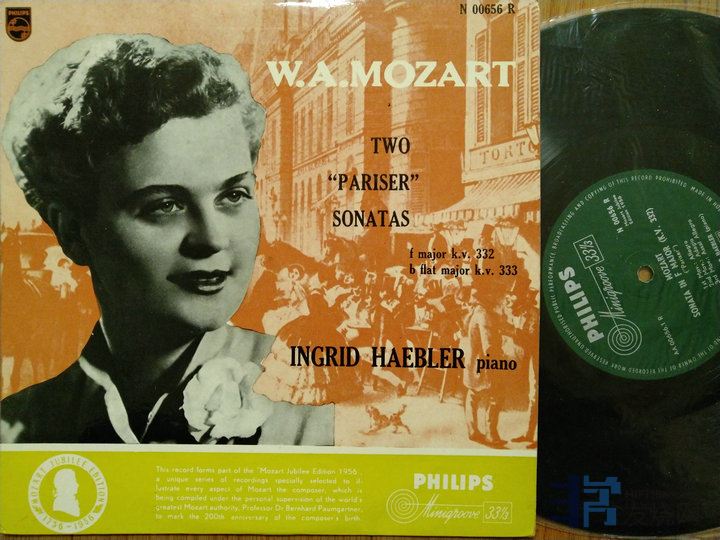 PHILIPS
N 00656 R
W.A.MOZART
TWO
"PARISER"
SONATAS
f major k.v. 332
b flat major k.v. 333
INGRID HAEBLER piano
TORTO
MOZART JUBILEE EDITION
1756-1956
This record forms part of the "Mozart Jubilee Edition 1956",
a unique series of recordings specially selected to il-
lustrate every aspect of Mozart the composer, which is
being compiled under the personal supervision of the world's
greatest Mozart authority, Professor Dr Bernhard Paumgartner,
to mark the 200th anniversary of the composer's birth.
PHILIPS
Minigroove 33⅓
PHILIPS
Minigroove
33⅓
N 00656 R
MOZART
SONATA IN F MAJOR (K.V. 332)